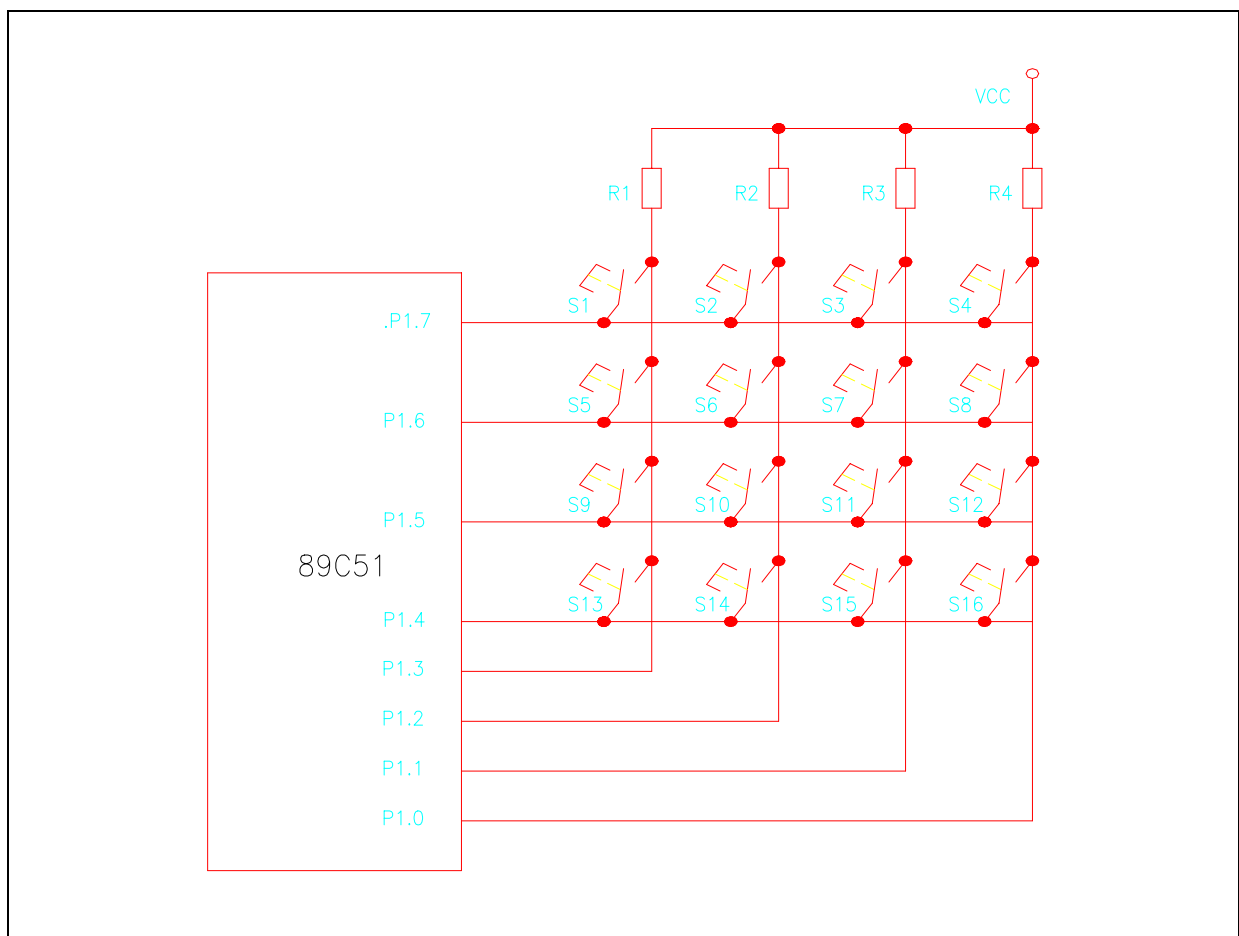 VCC
R1 R2 R3 R4
S1 S2 S3 S4
.P1.7
S5 S6 S7 S8
P1.6
S9 S10 S11 S12
P1.5
89C51
S13 S14 S15 S16
P1.4
P1.3
P1.2
P1.1
P1.0